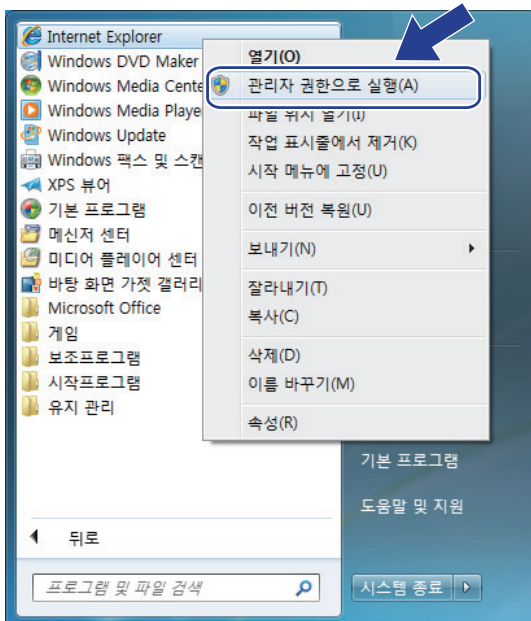 Internet Explorer
Windows DVD Maker
Windows Media Cente
Windows Media Playe
Windows Update
Windows 팩스 및 스캔
XPS 뷰어
기본 프로그램
메신저 센터
미디어 플레이어 센터
바탕 화면 가젯 갤러리
Microsoft Office
게임
보조프로그램
시작프로그램
유지 관리
뒤로
프로그램 및 파일 검색
열기(O)
관리자 권한으로 실행(A)
파일 위치 열기(I)
작업 표시줄에서 제거(K)
시작 메뉴에 고정(U)
이전 버전 복원(U)
보내기(N)
잘라내기(T)
복사(C)
삭제(D)
이름 바꾸기(M)
속성(R)
기본 프로그램
도움말 및 지원
시스템 종료